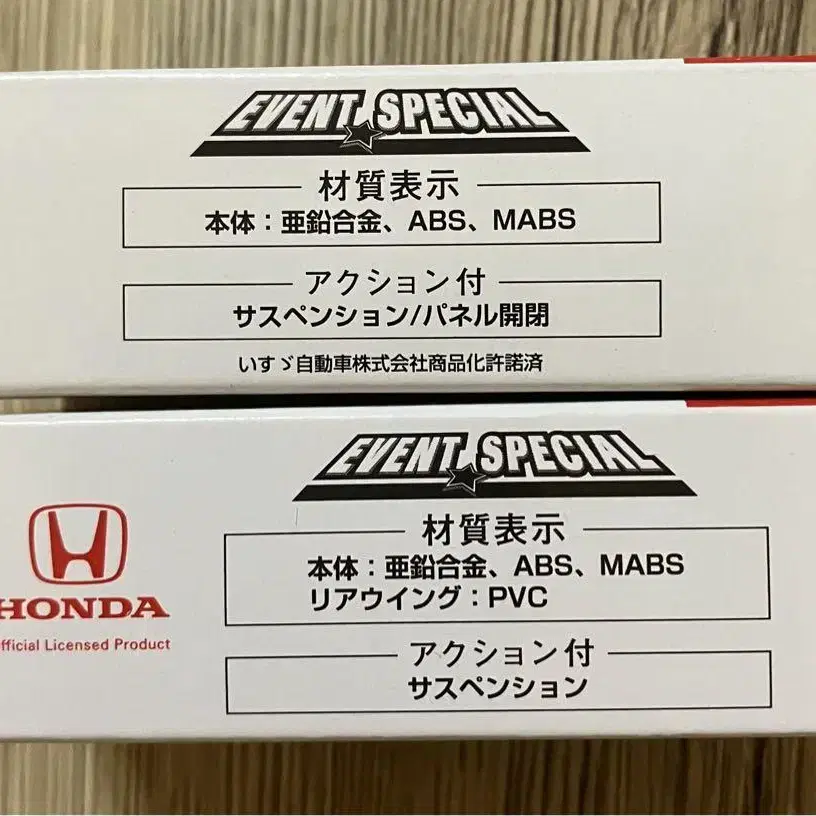 EVENT SPECIAL
材質表示
本体：亜鉛合金、ABS、MABS
アクション付
サスペンション/パネル開閉
いすゞ自動車株式会社商品化許諾済
EVENT SPECIAL
HONDA
Official Licensed Product
材質表示
本体：亜鉛合金、ABS、MABS
リアウイング：PVC
アクション付
サスペンション